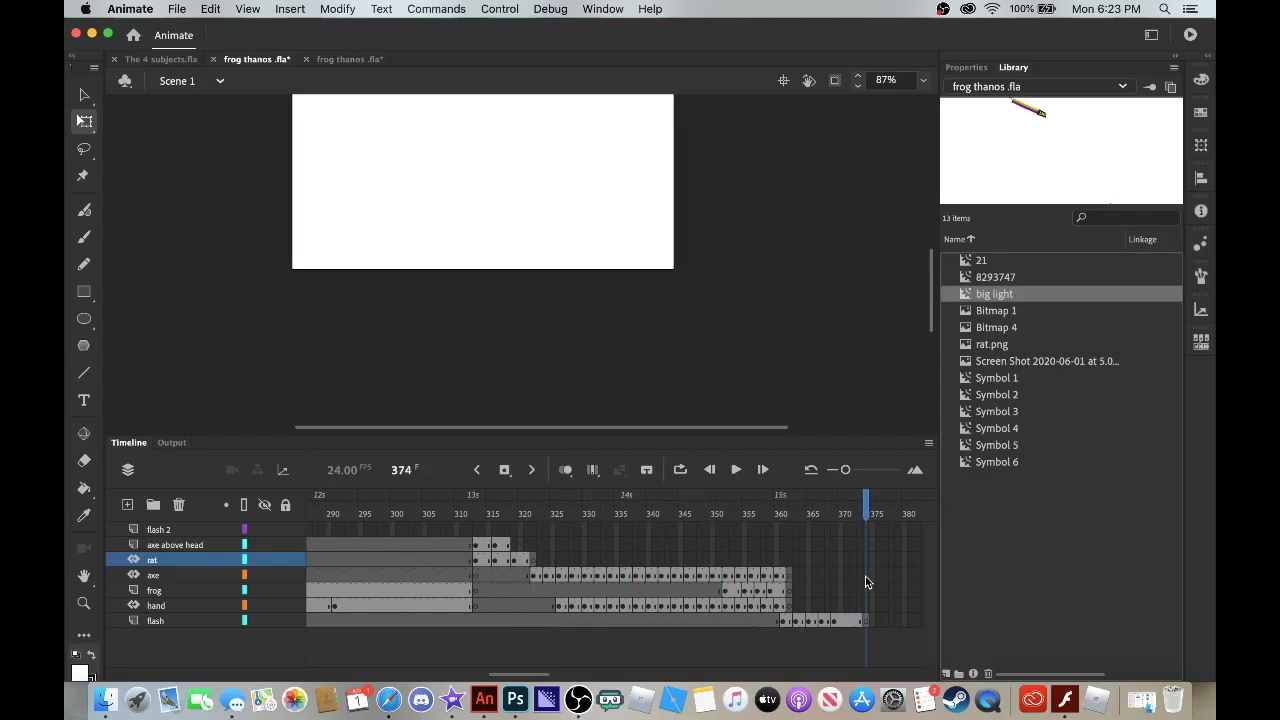 Animate File Edit View Insert Modify Text Commands Control Debug Window Help 100% Mon 6:23 PM
Animate
The 4 subjects.fla frog thanos .fla* frog thanos .fla*
Scene 1 87%
Properties Library
frog thanos .fla
13 items
Name Linkage
21
8293747
big light
Bitmap 1
Bitmap 4
rat.png
Screen Shot 2020-06-01 at 5.0...
Symbol 1
Symbol 2
Symbol 3
Symbol 4
Symbol 5
Symbol 6
Timeline Output
24.00 FPS 374 F
12s 13s 14s 15s
290 295 300 305 310 315 320 325 330 335 340 345 350 355 360 365 370 375 380
flash 2
axe above head
rat
axe
frog
hand
flash
An Ps